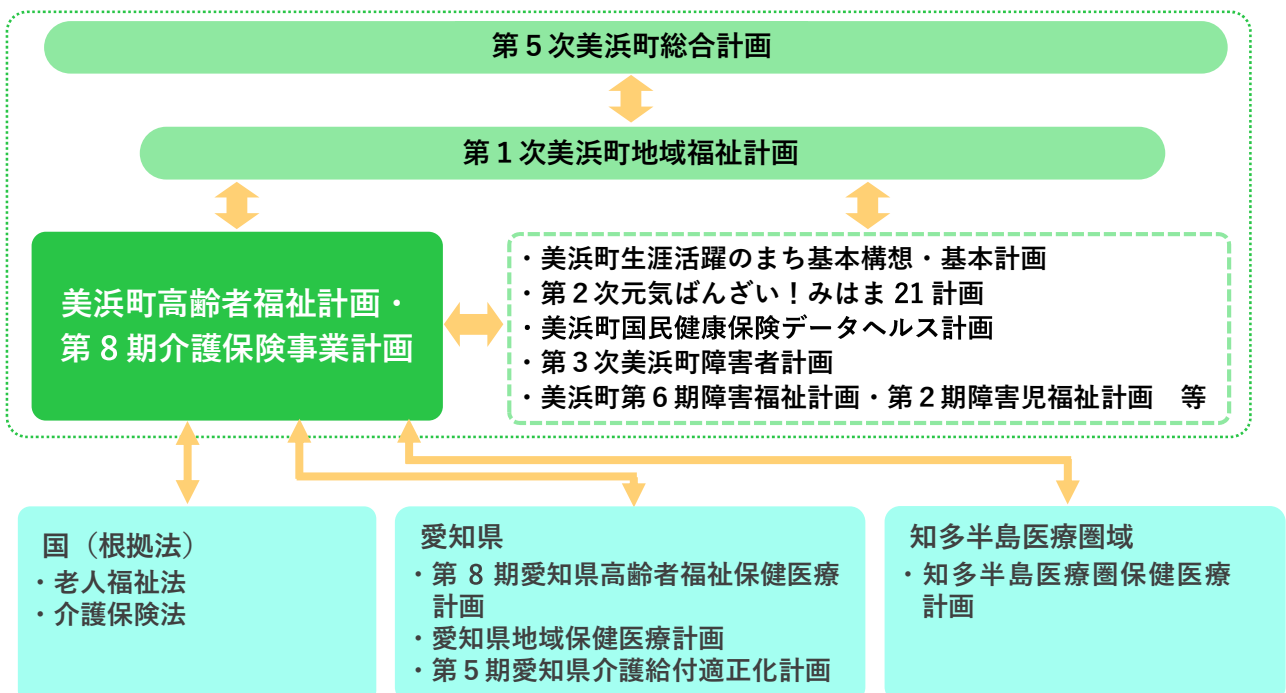 第5次美浜町総合計画
第1次美浜町地域福祉計画
美浜町高齢者福祉計画・
第8期介護保険事業計画
・美浜町生涯活躍のまち基本構想・基本計画
・第2次元気ばんざい！みはま21計画
・美浜町国民健康保険データヘルス計画
・第3次美浜町障害者計画
・美浜町第6期障害福祉計画・第2期障害児福祉計画　等
国（根拠法）
・老人福祉法
・介護保険法
愛知県
・第8期愛知県高齢者福祉保健医療
計画
・愛知県地域保健医療計画
・第5期愛知県介護給付適正化計画
知多半島医療圏域
・知多半島医療圏保健医療
計画